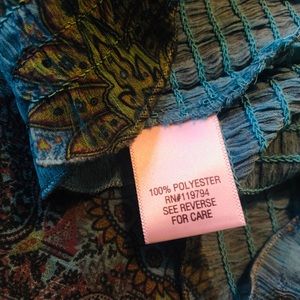 100% POLYESTER
RN#119794
SEE REVERSE
FOR CARE